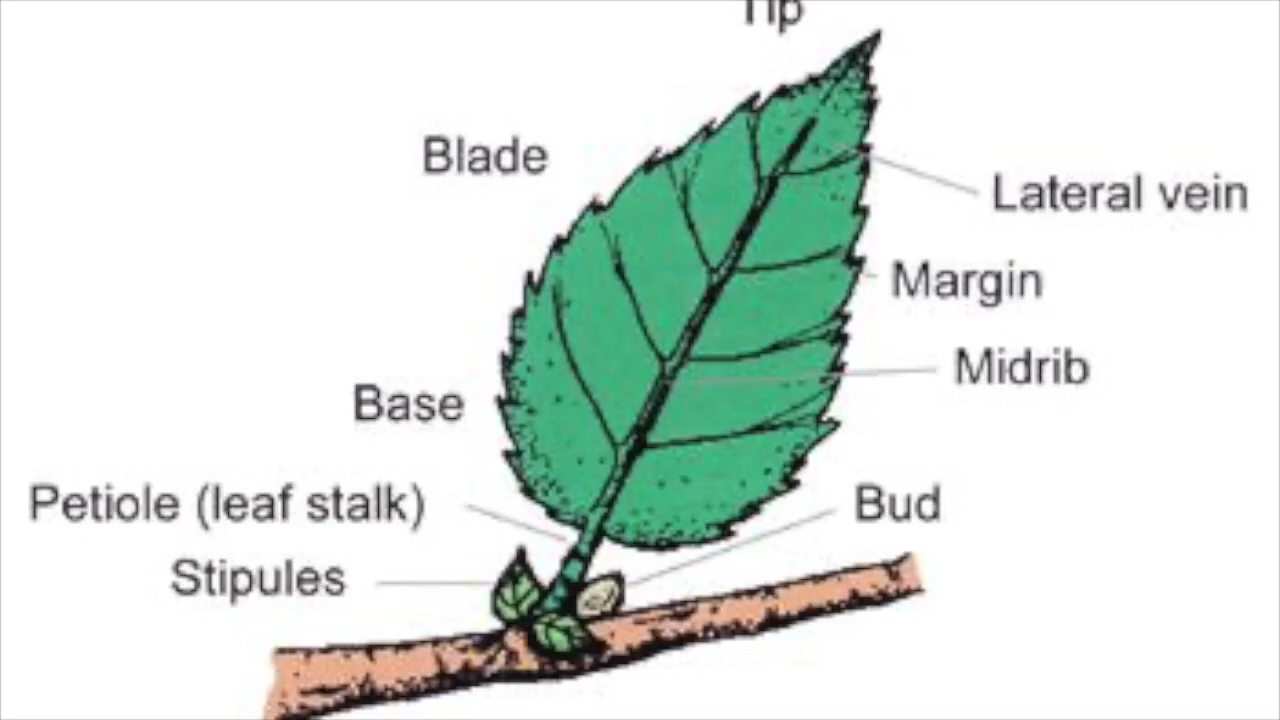 Tip
Blade
Lateral vein
Margin
Midrib
Base
Petiole (leaf stalk)
Bud
Stipules